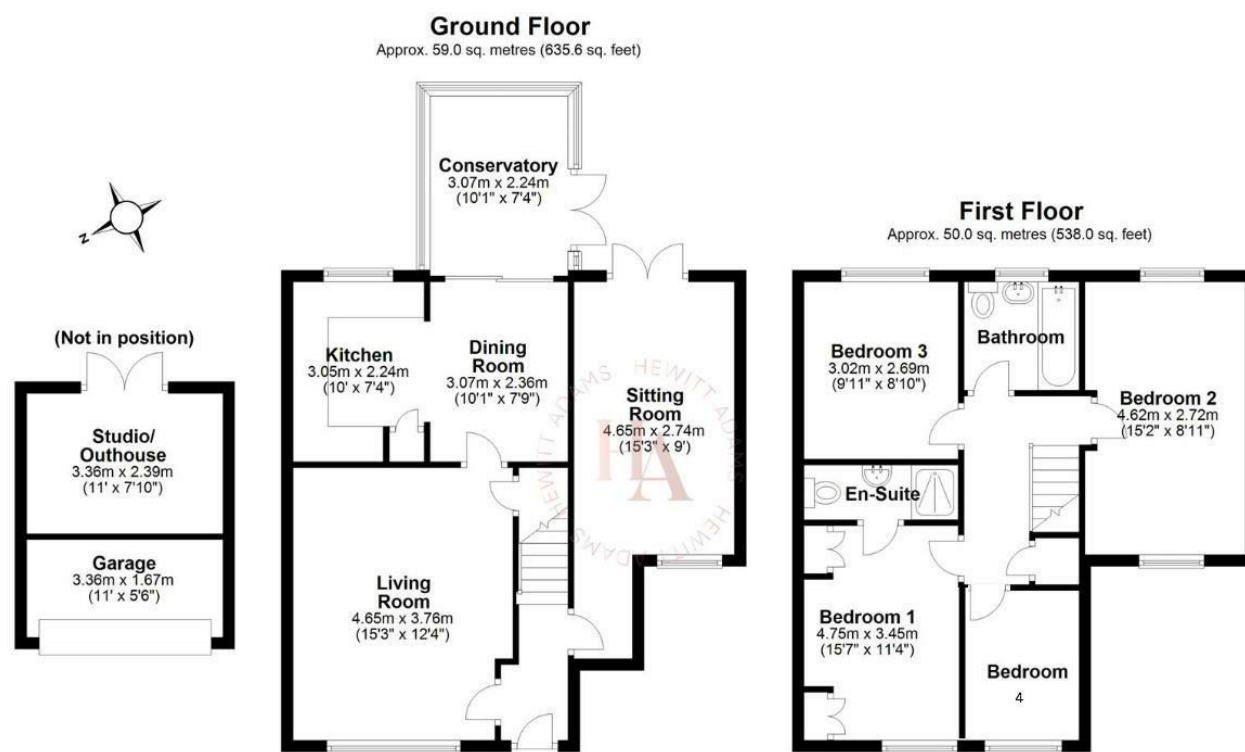 Ground Floor
Approx. 59.0 sq. metres (635.6 sq. feet)
Conservatory
3.07m x 2.24m
(10'1" x 7'4")
First Floor
Approx. 50.0 sq. metres (538.0 sq. feet)
N
(Not in position)
Studio/
Outhouse
3.36m x 2.39m
(11' x 7'10")
Garage
3.36m x 1.67m
(11' x 5'6")
Kitchen
3.05m x 2.24m
(10' x 7'4")
Dining
Room
3.07m x 2.36m
(10'1" x 7'9")
Sitting
Room
4.65m x 2.74m
(15'3" x 9')
Living
Room
4.65m x 3.76m
(15'3" x 12'4")
HEWITT ADAMS HEWITT ADAMS HEWITT ADAMS
HA
Bedroom 3
3.02m x 2.69m
(9'11" x 8'10")
Bathroom
Bedroom 2
4.62m x 2.72m
(15'2" x 8'11")
En-Suite
Bedroom 1
4.75m x 3.45m
(15'7" x 11'4")
Bedroom
4